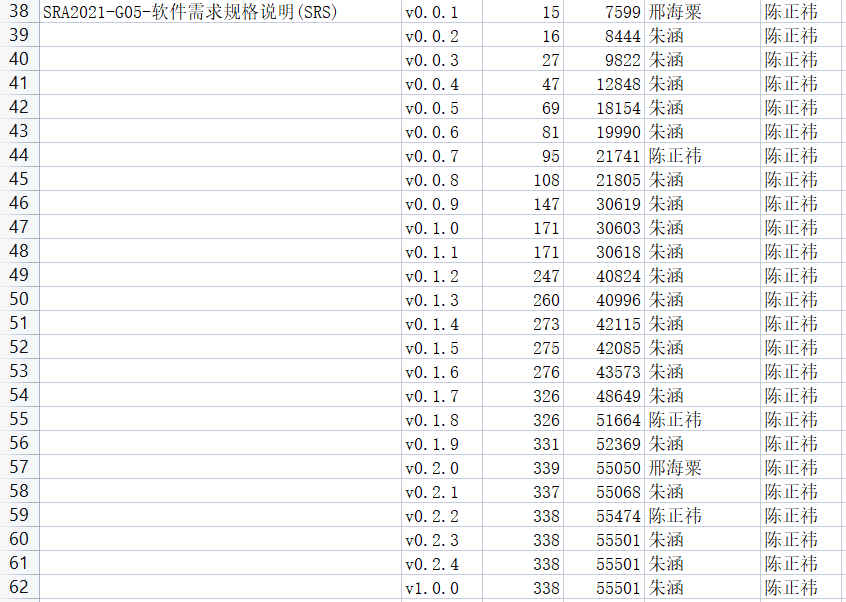 38 SRA2021-G05-软件需求规格说明(SRS) v0.0.1 15 7599 邢海粟 陈正祎
39 v0.0.2 16 8444 朱涵 陈正祎
40 v0.0.3 27 9822 朱涵 陈正祎
41 v0.0.4 47 12848 朱涵 陈正祎
42 v0.0.5 69 18154 朱涵 陈正祎
43 v0.0.6 81 19990 朱涵 陈正祎
44 v0.0.7 95 21741 陈正祎 陈正祎
45 v0.0.8 108 21805 朱涵 陈正祎
46 v0.0.9 147 30619 朱涵 陈正祎
47 v0.1.0 171 30603 朱涵 陈正祎
48 v0.1.1 171 30618 朱涵 陈正祎
49 v0.1.2 247 40824 朱涵 陈正祎
50 v0.1.3 260 40996 朱涵 陈正祎
51 v0.1.4 273 42115 朱涵 陈正祎
52 v0.1.5 275 42085 朱涵 陈正祎
53 v0.1.6 276 43573 朱涵 陈正祎
54 v0.1.7 326 48649 朱涵 陈正祎
55 v0.1.8 326 51664 陈正祎 陈正祎
56 v0.1.9 331 52369 朱涵 陈正祎
57 v0.2.0 339 55050 邢海粟 陈正祎
58 v0.2.1 337 55068 朱涵 陈正祎
59 v0.2.2 338 55474 陈正祎 陈正祎
60 v0.2.3 338 55501 朱涵 陈正祎
61 v0.2.4 338 55501 朱涵 陈正祎
62 v1.0.0 338 55501 朱涵 陈正祎